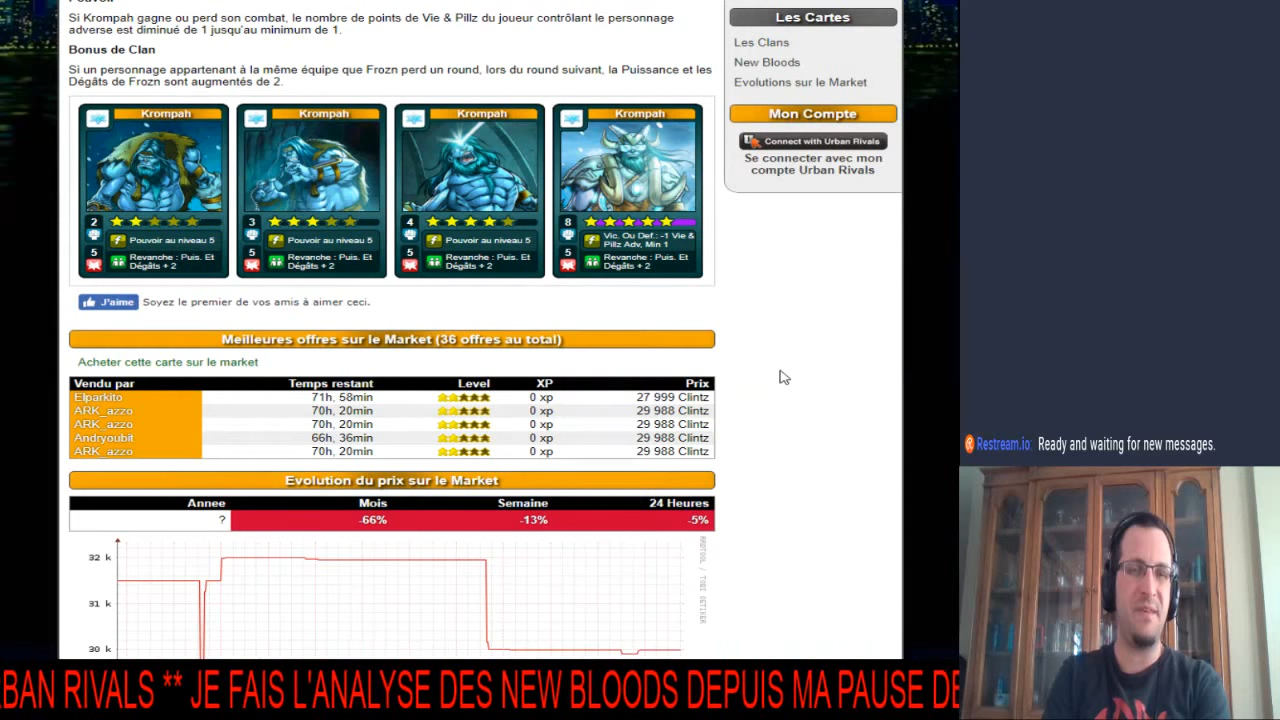 Pouvoir
Si Krompah gagne ou perd son combat, le nombre de points de Vie & Pillz du joueur contrôlant le personnage
adverse est diminué de 1 jusqu'au minimum de 1.
Bonus de Clan
Si un personnage appartenant à la même équipe que Frozn perd un round, lors du round suivant, la Puissance et les
Dégâts de Frozn sont augmentés de 2.
Krompah
2
5
Pouvoir au niveau 5
Revanche : Puis. Et
Dégâts + 2
Krompah
3
5
Pouvoir au niveau 5
Revanche : Puis. Et
Dégâts + 2
Krompah
4
5
Pouvoir au niveau 5
Revanche : Puis. Et
Dégâts + 2
Krompah
8
5
Vic. Ou Def.: -1 Vie &
Pillz Adv, Min 1
Revanche : Puis. Et
Dégâts + 2
J'aime Soyez le premier de vos amis à aimer ceci.
Meilleures offres sur le Market (36 offres au total)
Acheter cette carte sur le market
Vendu par Temps restant Level XP Prix
Elparkito 71h, 58min 0 xp 27 999 Clintz
ARK_azzo 70h, 20min 0 xp 29 988 Clintz
ARK_azzo 70h, 20min 0 xp 29 988 Clintz
Andryoubit 66h, 36min 0 xp 29 988 Clintz
ARK_azzo 70h, 20min 0 xp 29 988 Clintz
Evolution du prix sur le Market
Annee Mois Semaine 24 Heures
? -66% -13% -5%
32 k
31 k
30 k
RRDTOOL / TOBI OETIKER
Les Cartes
Les Clans
New Bloods
Evolutions sur le Market
Mon Compte
Connect with Urban Rivals
Se connecter avec mon
compte Urban Rivals
Restream.io: Ready and waiting for new messages.
RBAN RIVALS ** JE FAIS L'ANALYSE DES NEW BLOODS DEPUIS MA PAUSE DE